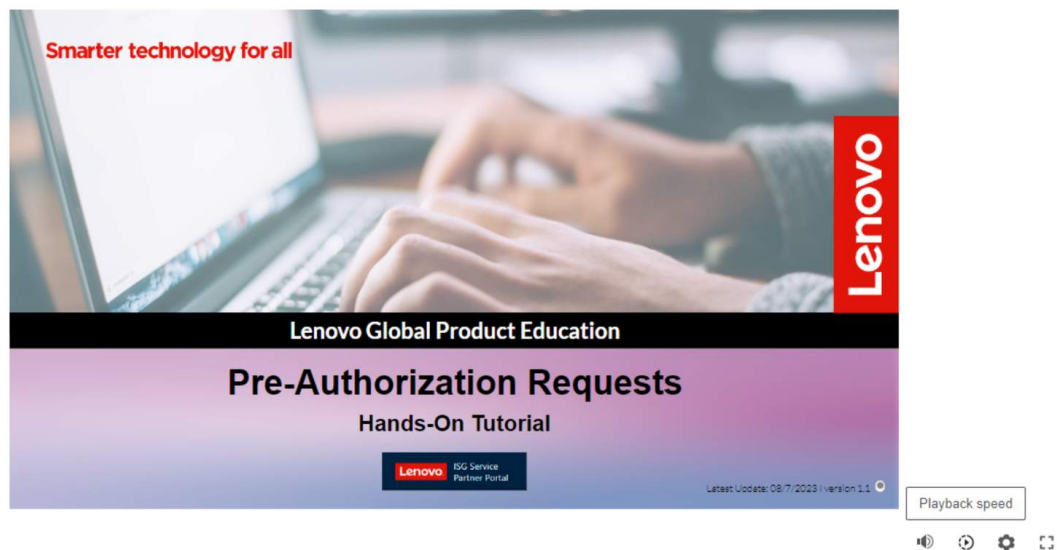 Smarter technology for all
Lenovo
Lenovo Global Product Education
Pre-Authorization Requests
Hands-On Tutorial
Lenovo ISG Service
Partner Portal
Latest Update: 08/7/2023 | version 1.1
Playback speed